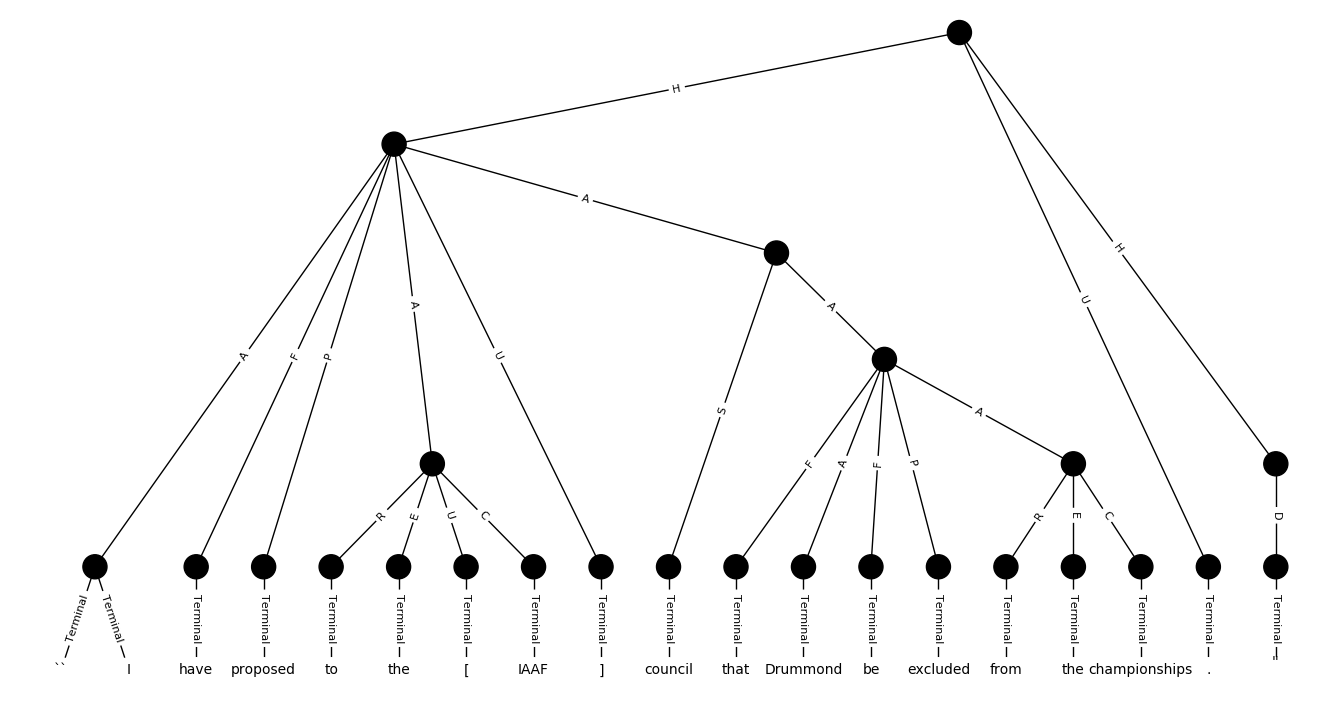 H
H
A
A
U
H
A
F
P
A
U
S
A
F
A
F
P
A
R
E
U
C
R
E
C
D
Terminal Terminal Terminal Terminal Terminal Terminal Terminal Terminal Terminal Terminal Terminal Terminal Terminal Terminal Terminal Terminal Terminal Terminal Terminal
`` I have proposed to the [ IAAF ] council that Drummond be excluded from the championships . "